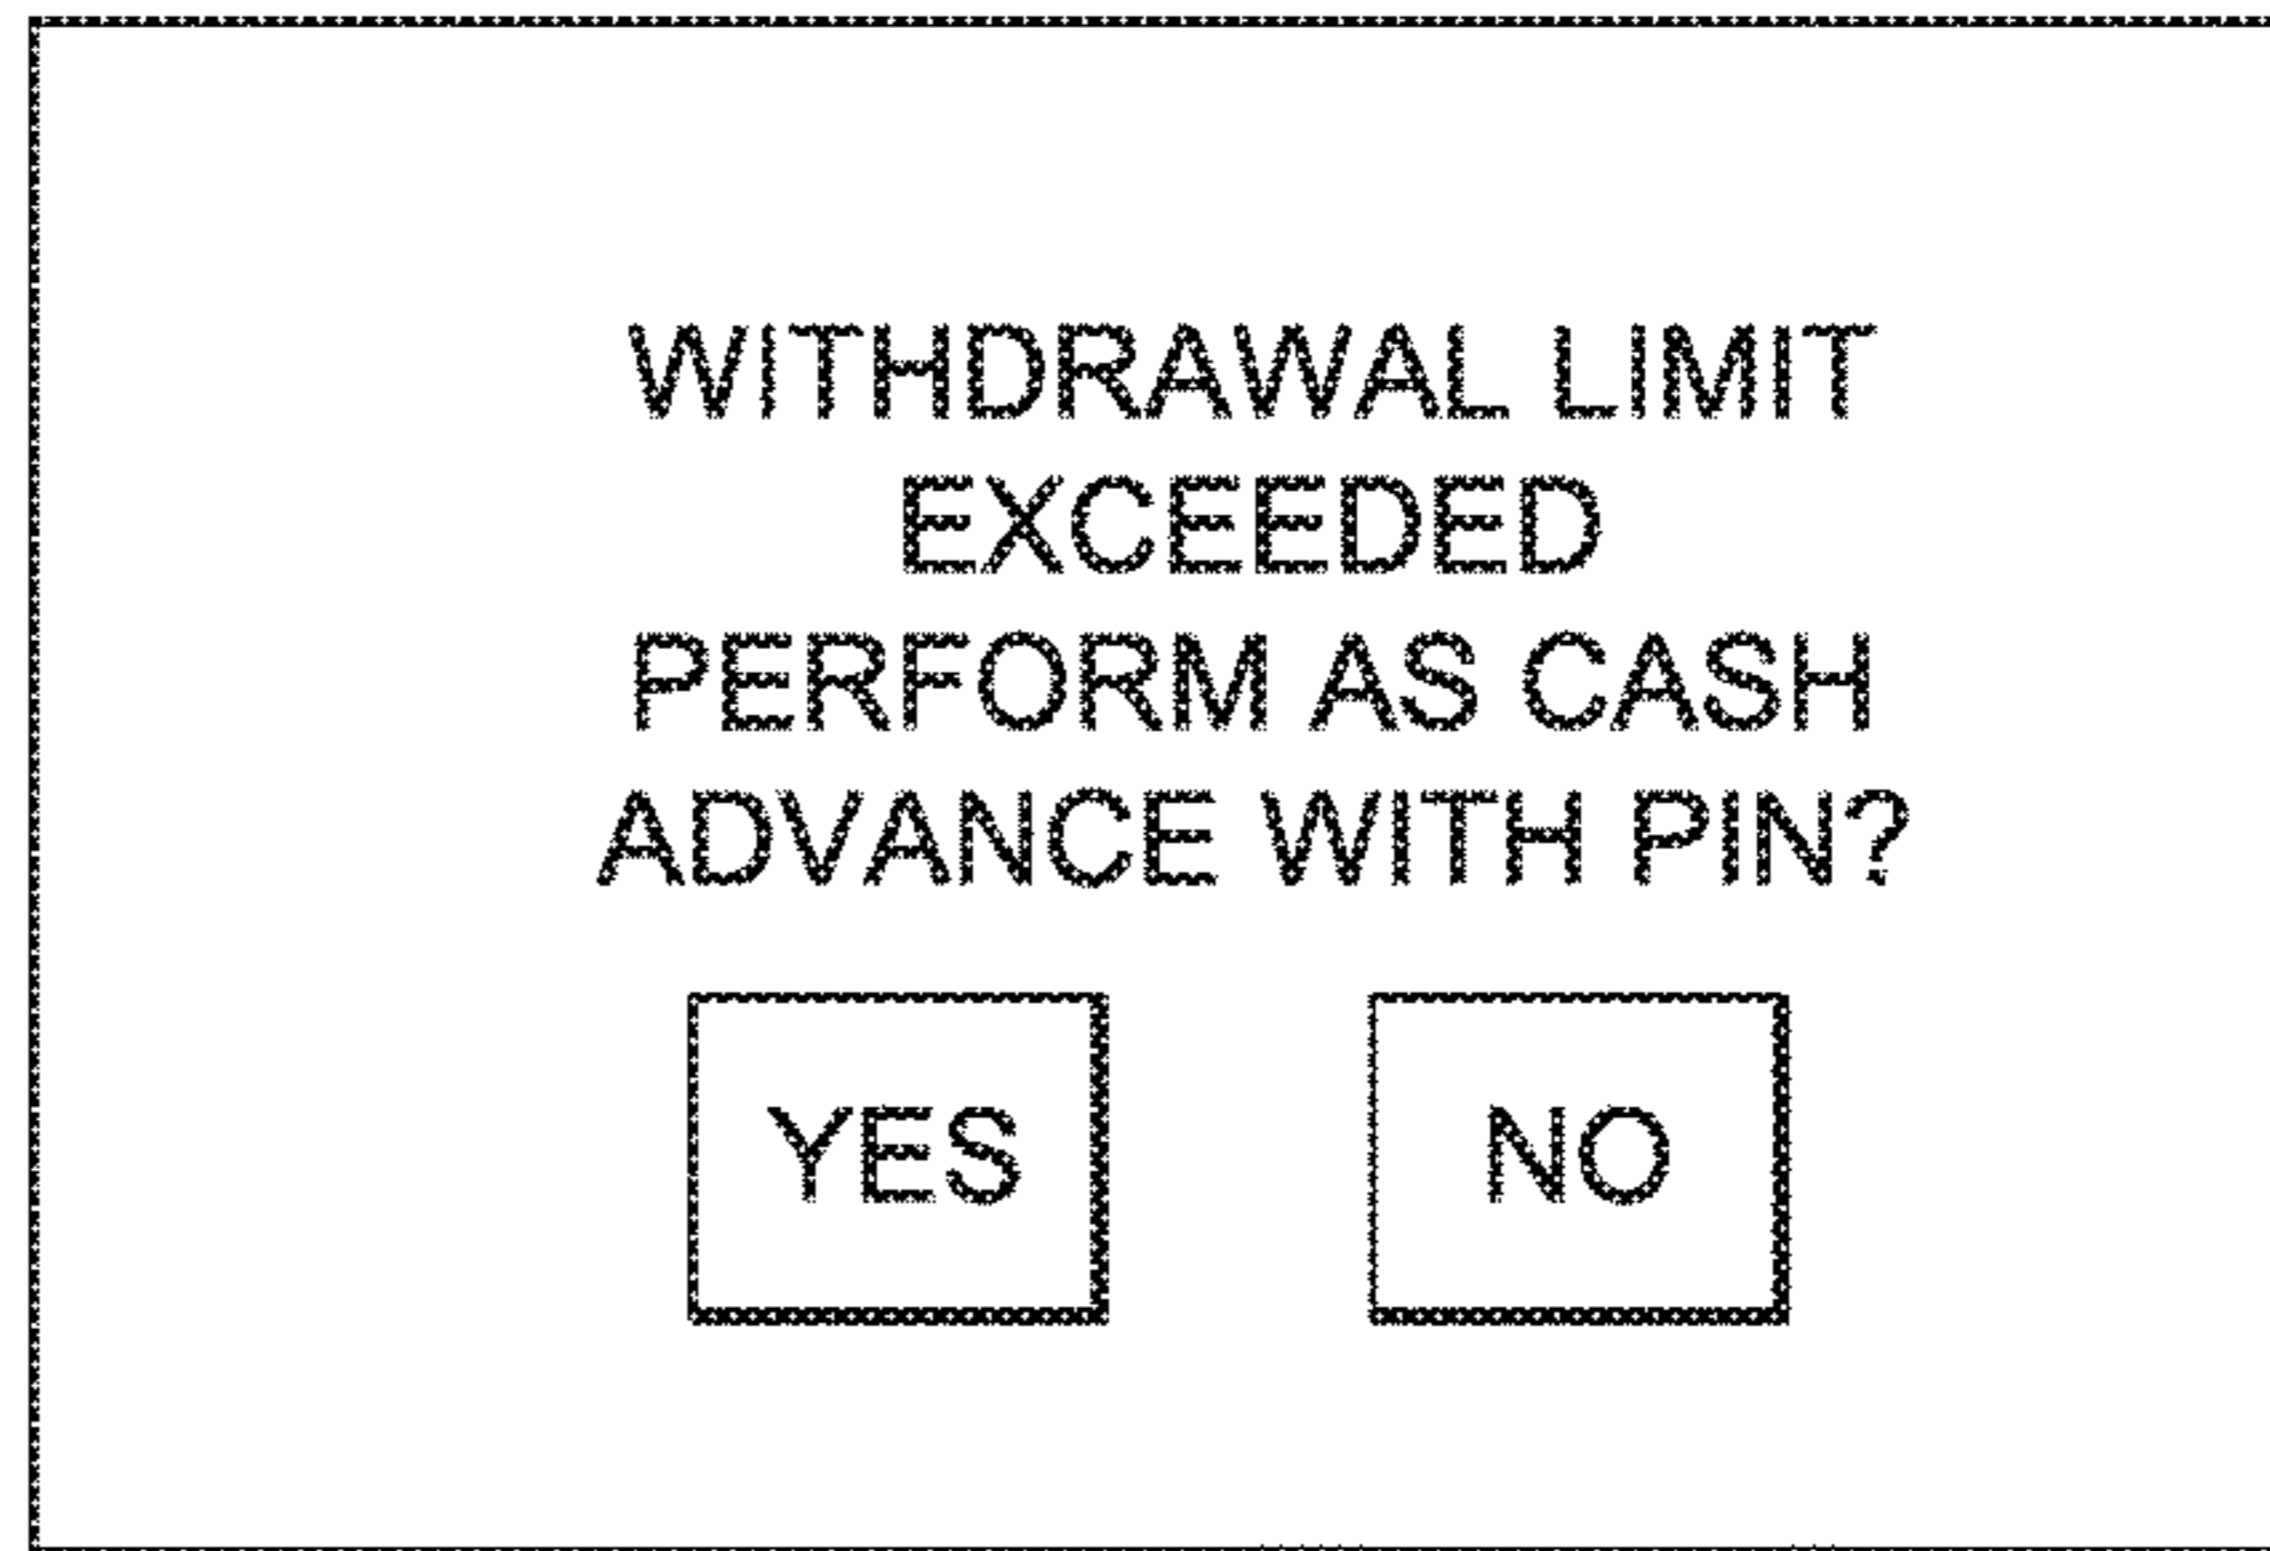 WITHDRAWAL LIMIT
EXCEEDED
PERFORM AS CASH
ADVANCE WITH PIN?
YES NO